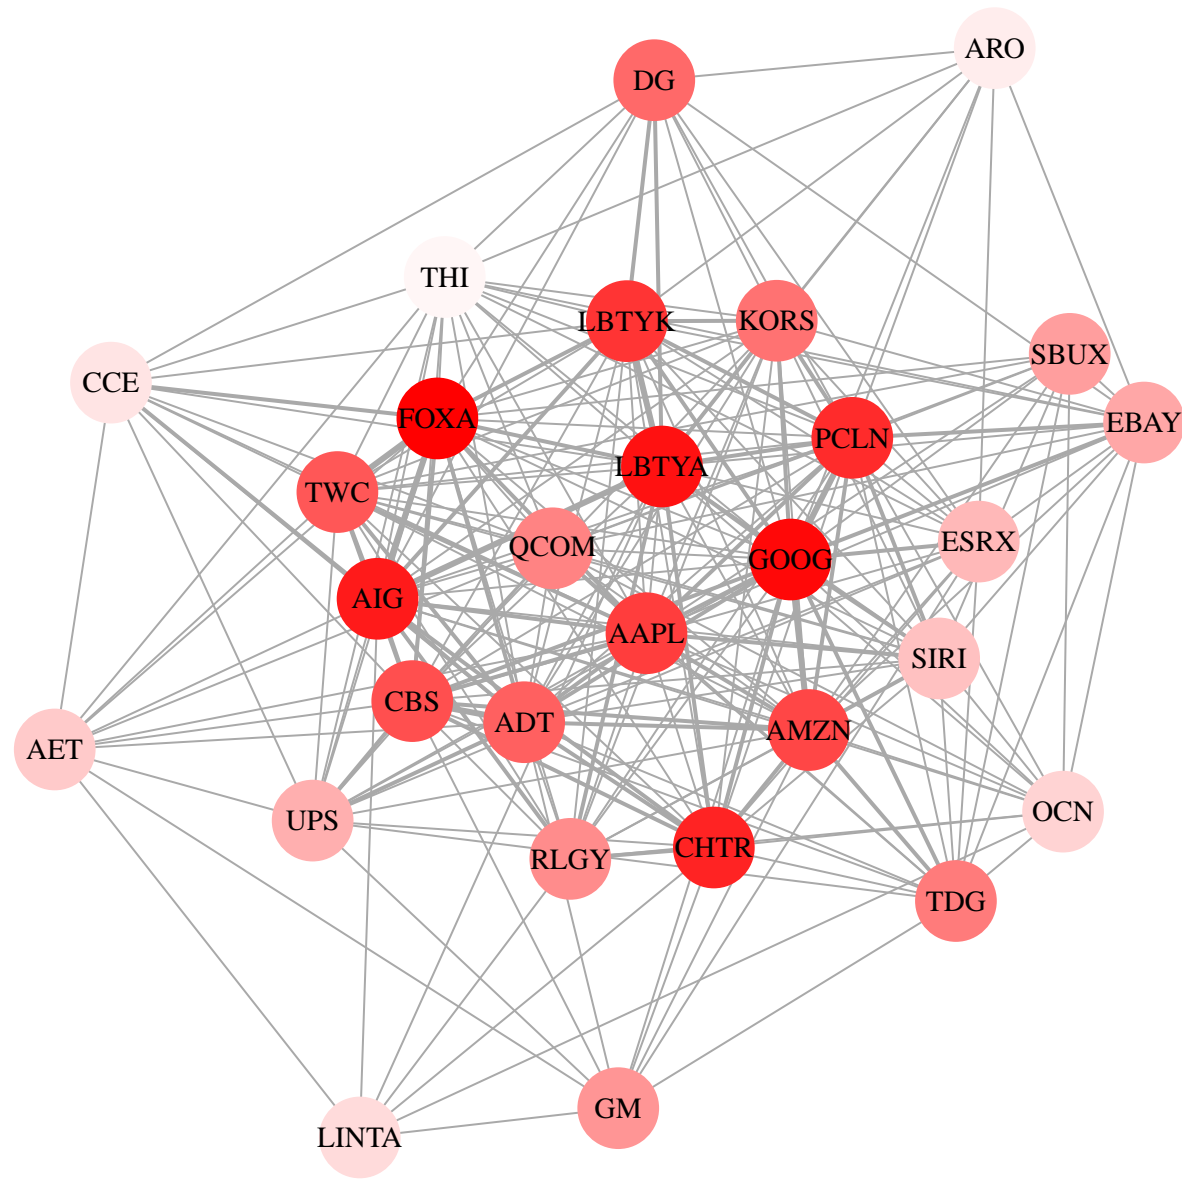 ARO
DG
THI
LBTYK
KORS
SBUX
CCE
FOXA
PCLN
EBAY
LBTYA
TWC
QCOM
ESRX
GOOG
AIG
AAPL
SIRI
CBS
ADT
AMZN
AET
UPS
OCN
RLGY
CHTR
TDG
GM
LINTA